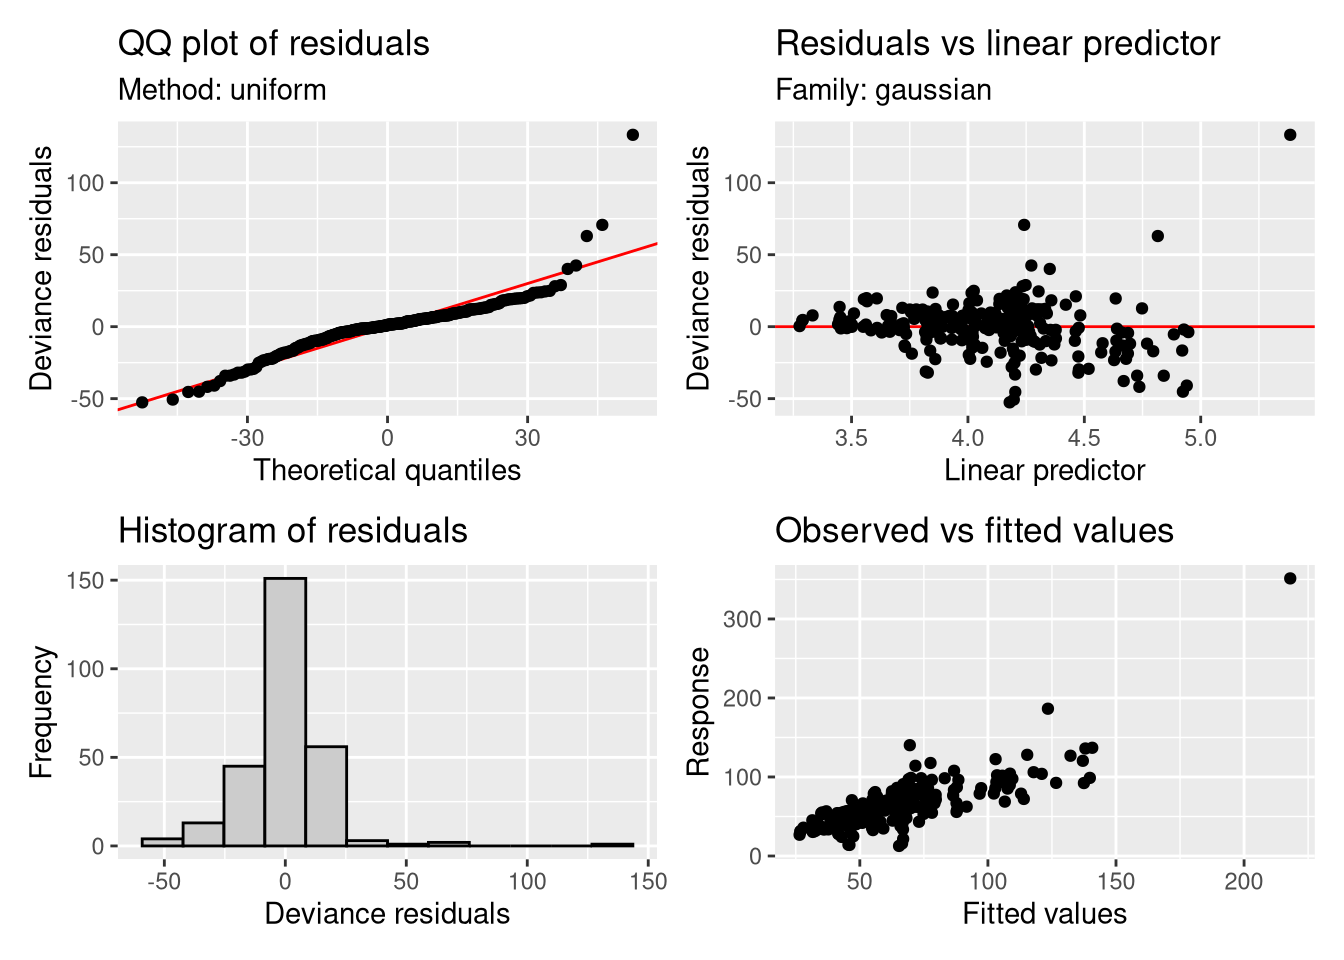 QQ plot of residuals
Method: uniform
Deviance residuals
100
50
0
-50
-30
0
30
Theoretical quantiles
Residuals vs linear predictor
Family: gaussian
Deviance residuals
100
50
0
-50
3.5
4.0
4.5
5.0
Linear predictor
Histogram of residuals
Frequency
150
100
50
0
-50
0
50
100
150
Deviance residuals
Observed vs fitted values
Response
300
200
100
0
50
100
150
200
Fitted values